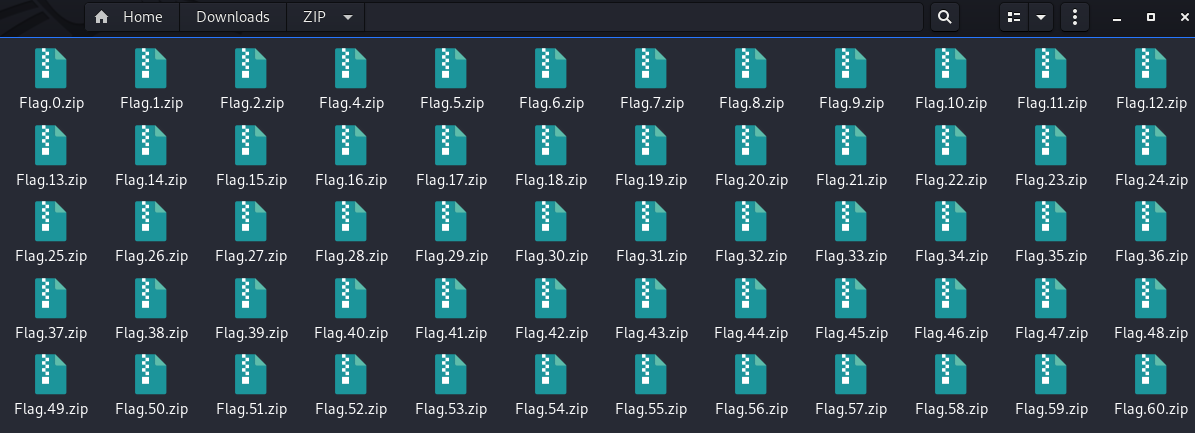 Home Downloads ZIP
Flag.0.zip Flag.1.zip Flag.2.zip Flag.4.zip Flag.5.zip Flag.6.zip Flag.7.zip Flag.8.zip Flag.9.zip Flag.10.zip Flag.11.zip Flag.12.zip
Flag.13.zip Flag.14.zip Flag.15.zip Flag.16.zip Flag.17.zip Flag.18.zip Flag.19.zip Flag.20.zip Flag.21.zip Flag.22.zip Flag.23.zip Flag.24.zip
Flag.25.zip Flag.26.zip Flag.27.zip Flag.28.zip Flag.29.zip Flag.30.zip Flag.31.zip Flag.32.zip Flag.33.zip Flag.34.zip Flag.35.zip Flag.36.zip
Flag.37.zip Flag.38.zip Flag.39.zip Flag.40.zip Flag.41.zip Flag.42.zip Flag.43.zip Flag.44.zip Flag.45.zip Flag.46.zip Flag.47.zip Flag.48.zip
Flag.49.zip Flag.50.zip Flag.51.zip Flag.52.zip Flag.53.zip Flag.54.zip Flag.55.zip Flag.56.zip Flag.57.zip Flag.58.zip Flag.59.zip Flag.60.zip